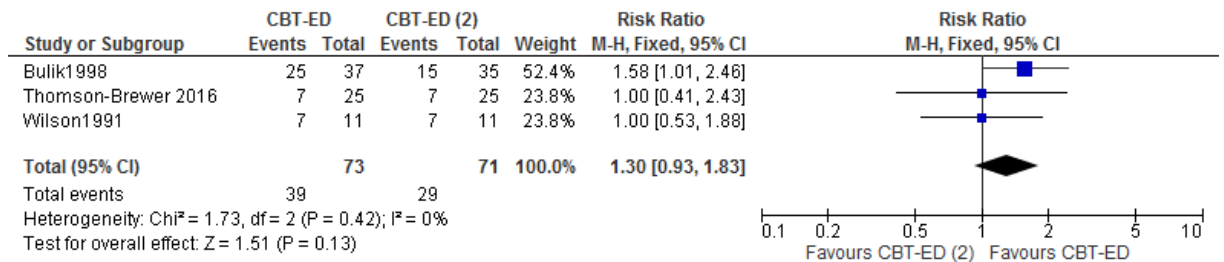 CBT-ED CBT-ED (2) Risk Ratio Risk Ratio
Study or Subgroup Events Total Events Total Weight M-H, Fixed, 95% CI M-H, Fixed, 95% CI
Bulik1998 25 37 15 35 52.4% 1.58 [1.01, 2.46]
Thomson-Brewer 2016 7 25 7 25 23.8% 1.00 [0.41, 2.43]
Wilson1991 7 11 7 11 23.8% 1.00 [0.53, 1.88]
Total (95% CI) 73 71 100.0% 1.30 [0.93, 1.83]
Total events 39 29
Heterogeneity: Chi² = 1.73, df = 2 (P = 0.42); I² = 0%
Test for overall effect: Z = 1.51 (P = 0.13)
0.1 0.2 0.5 1 2 5 10
Favours CBT-ED (2) Favours CBT-ED